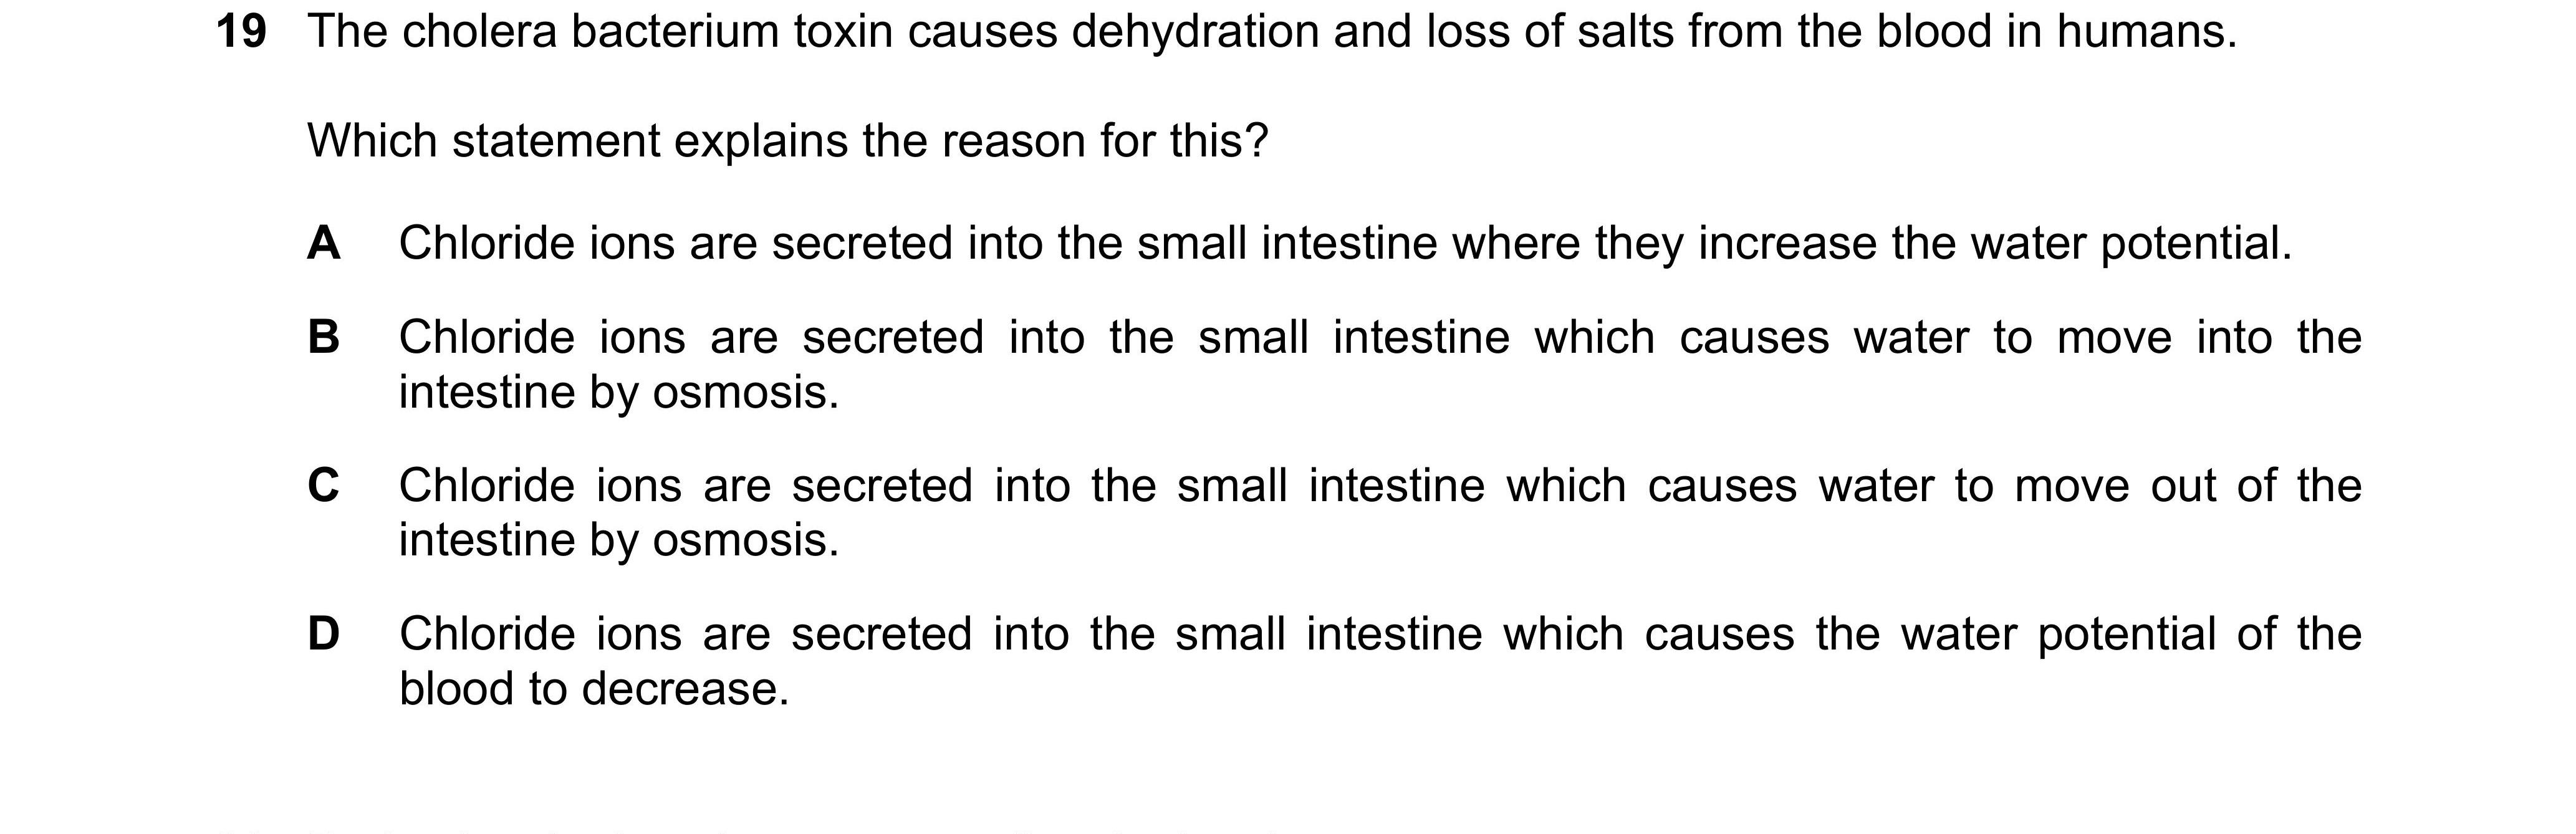 19 The cholera bacterium toxin causes dehydration and loss of salts from the blood in humans.
Which statement explains the reason for this?
A Chloride ions are secreted into the small intestine where they increase the water potential.
B Chloride ions are secreted into the small intestine which causes water to move into the
intestine by osmosis.
C Chloride ions are secreted into the small intestine which causes water to move out of the
intestine by osmosis.
D Chloride ions are secreted into the small intestine which causes the water potential of the
blood to decrease.